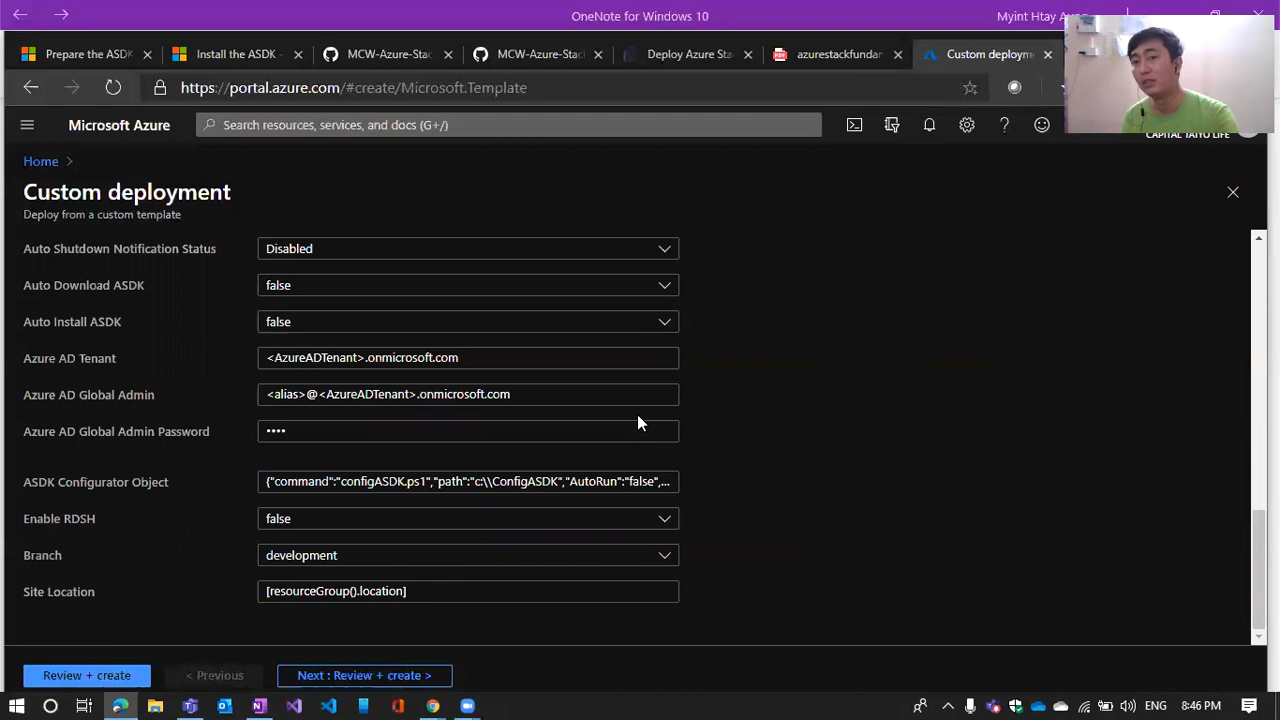 OneNote for Windows 10
Myint Htay Aung
Prepare the ASDK
Install the ASDK -
MCW-Azure-Sta
MCW-Azure-Stac
Deploy Azure Sta
azurestackfundar
Custom deploym
https://portal.azure.com/#create/Microsoft.Template
Microsoft Azure
Search resources, services, and docs (G+/)
CAPITAL TAIYO LIFE
Home >
Custom deployment
Deploy from a custom template
Auto Shutdown Notification Status
Disabled
Auto Download ASDK
false
Auto Install ASDK
false
Azure AD Tenant
<AzureADTenant>.onmicrosoft.com
Azure AD Global Admin
<alias>@<AzureADTenant>.onmicrosoft.com
Azure AD Global Admin Password
••••
ASDK Configurator Object
{"command":"configASDK.ps1","path":"c:\\ConfigASDK","AutoRun":"false",...
Enable RDSH
false
Branch
development
Site Location
[resourceGroup().location]
Review + create
< Previous
Next : Review + create >
ENG
8:46 PM